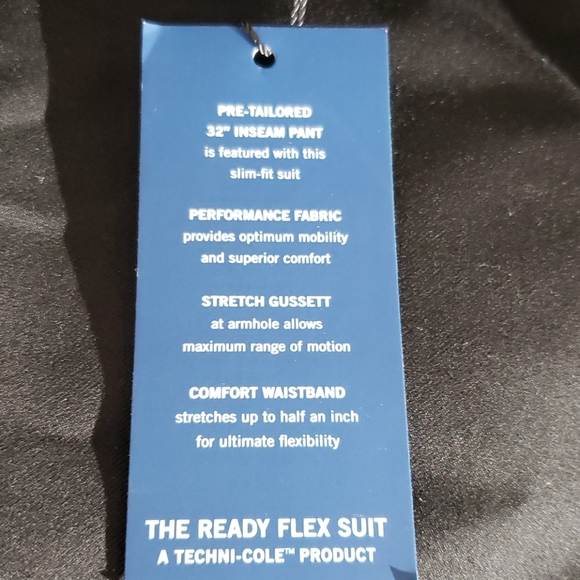 PRE-TAILORED
32" INSEAM PANT
is featured with this
slim-fit suit
PERFORMANCE FABRIC
provides optimum mobility
and superior comfort
STRETCH GUSSETT
at armhole allows
maximum range of motion
COMFORT WAISTBAND
stretches up to half an inch
for ultimate flexibility
THE READY FLEX SUIT
A TECHNI-COLE™ PRODUCT